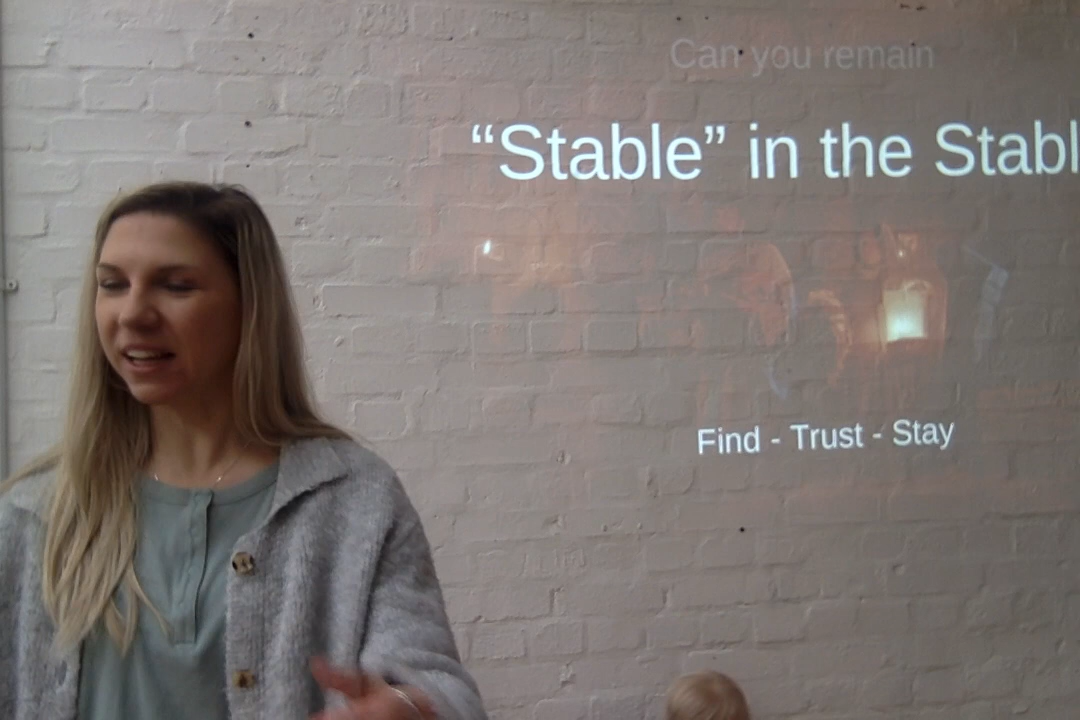 Can you remain
“Stable” in the Stabl
Find - Trust - Stay